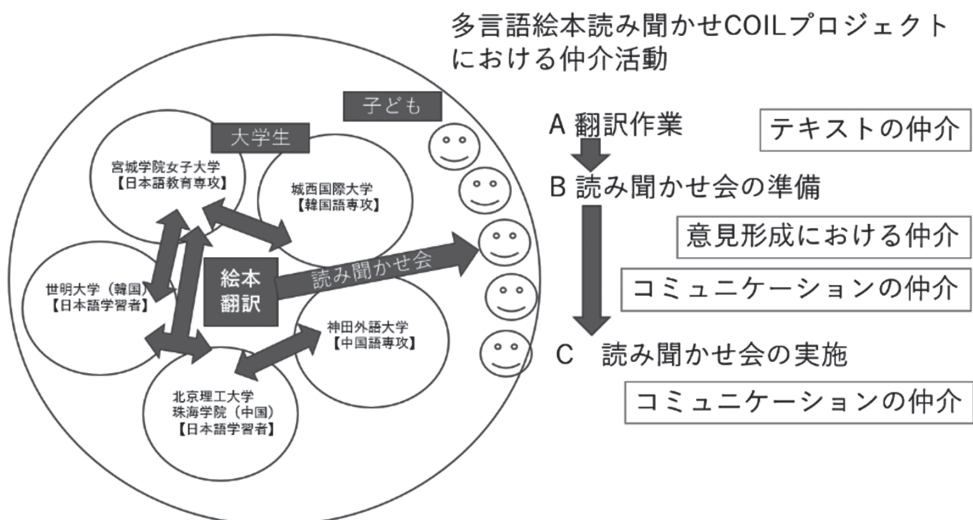 多言語絵本読み聞かせCOILプロジェクト
における仲介活動
子ども
大学生
宮城学院女子大学
【日本語教育専攻】
城西国際大学
【韓国語専攻】
世明大学(韓国)
【日本語学習者】
絵本
翻訳
読み聞かせ会
神田外語大学
【中国語専攻】
北京理工大学
珠海学院(中国)
【日本語学習者】
A 翻訳作業
テキストの仲介
B 読み聞かせ会の準備
意見形成における仲介
コミュニケーションの仲介
C 読み聞かせ会の実施
コミュニケーションの仲介